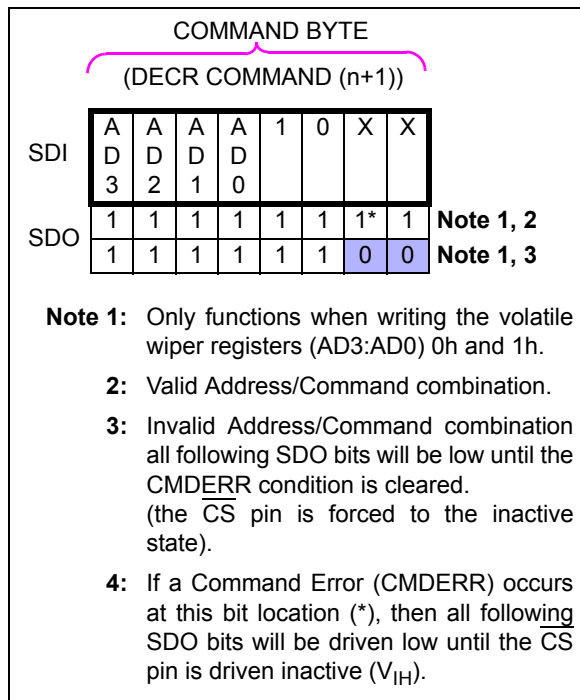 COMMAND BYTE
(DECR COMMAND (n+1))
SDI
A A A A 1 0 X X
D D D D
3 2 1 0
SDO
1 1 1 1 1 1 1* 1 Note 1, 2
1 1 1 1 1 1 0 0 Note 1, 3
Note 1: Only functions when writing the volatile
wiper registers (AD3:AD0) 0h and 1h.
2: Valid Address/Command combination.
3: Invalid Address/Command combination
all following SDO bits will be low until the
CMDERR condition is cleared.
(the CS pin is forced to the inactive
state).
4: If a Command Error (CMDERR) occurs
at this bit location (*), then all following
SDO bits will be driven low until the CS
pin is driven inactive (VIH).